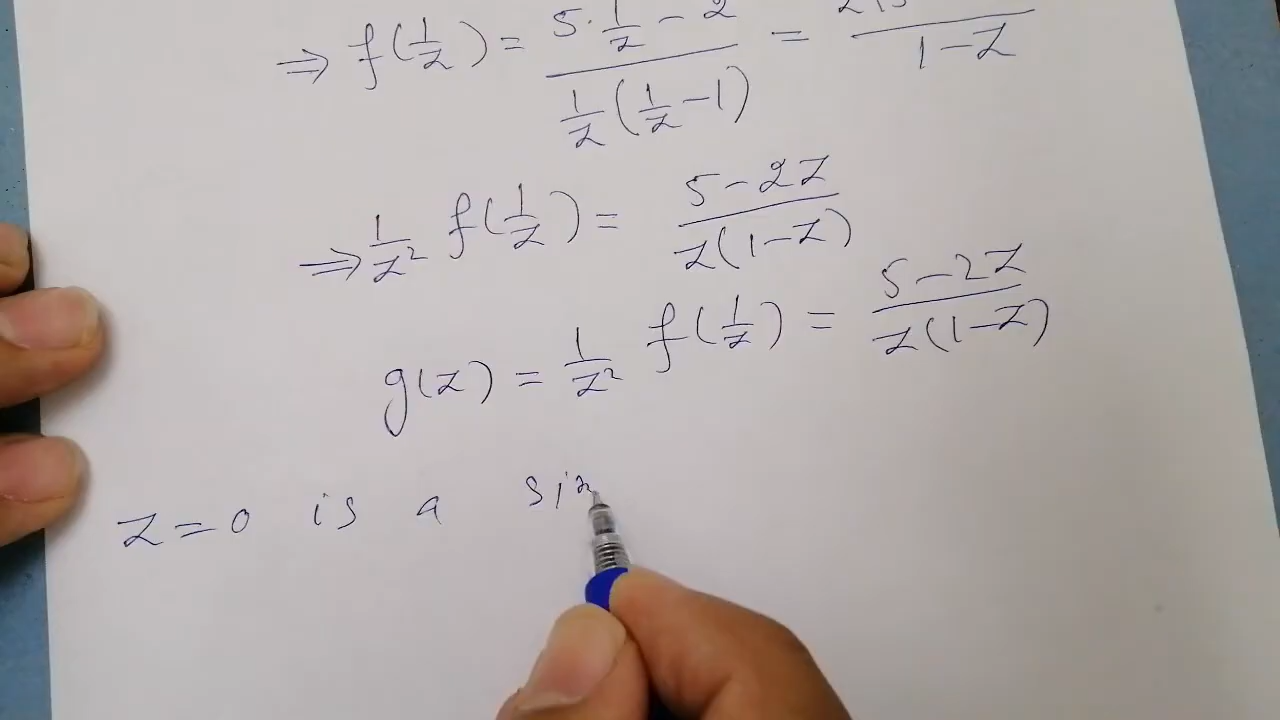 ⇒ f(1/z) = (5·1/z − 2)/(1/z(1/z − 1)) = /(1−z)
⇒ 1/z² f(1/z) = (5−2z)/(z(1−z))
g(z) = 1/z² f(1/z) = (5−2z)/(z(1−z))
z=0 is a sin